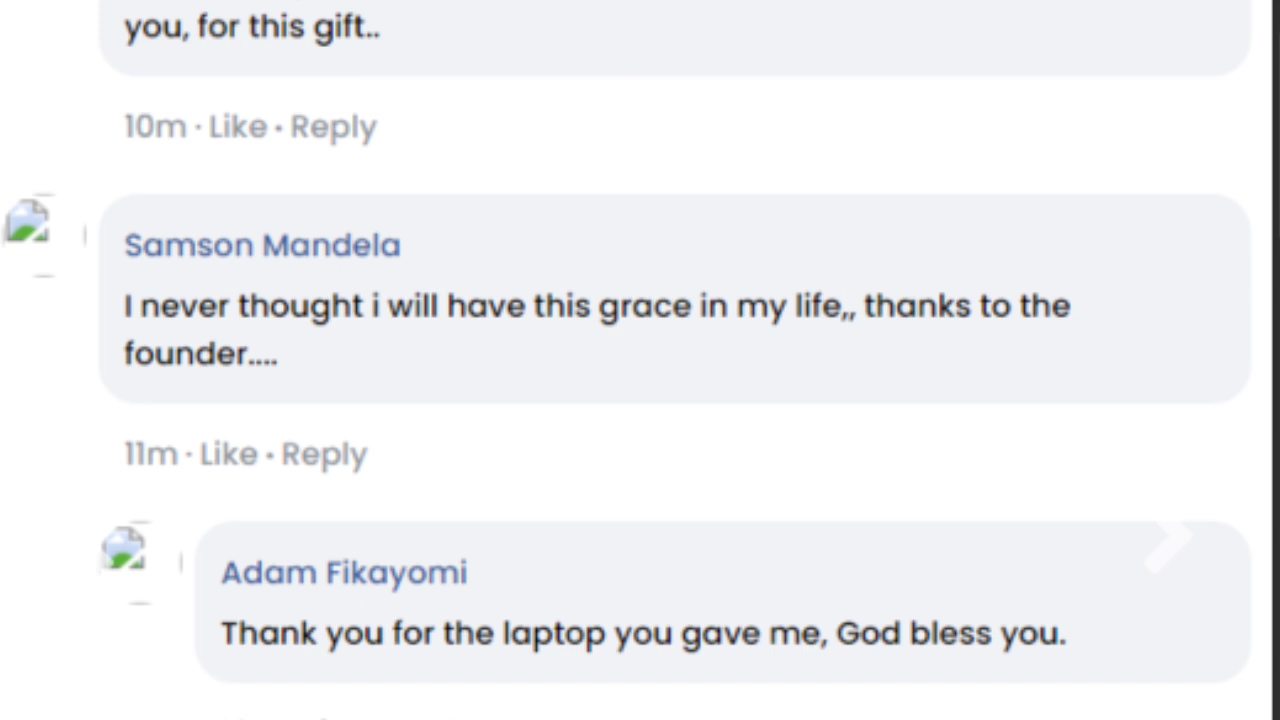 you, for this gift..
10m · Like · Reply
Samson Mandela
I never thought i will have this grace in my life,, thanks to the
founder....
11m · Like · Reply
Adam Fikayomi
Thank you for the laptop you gave me, God bless you.